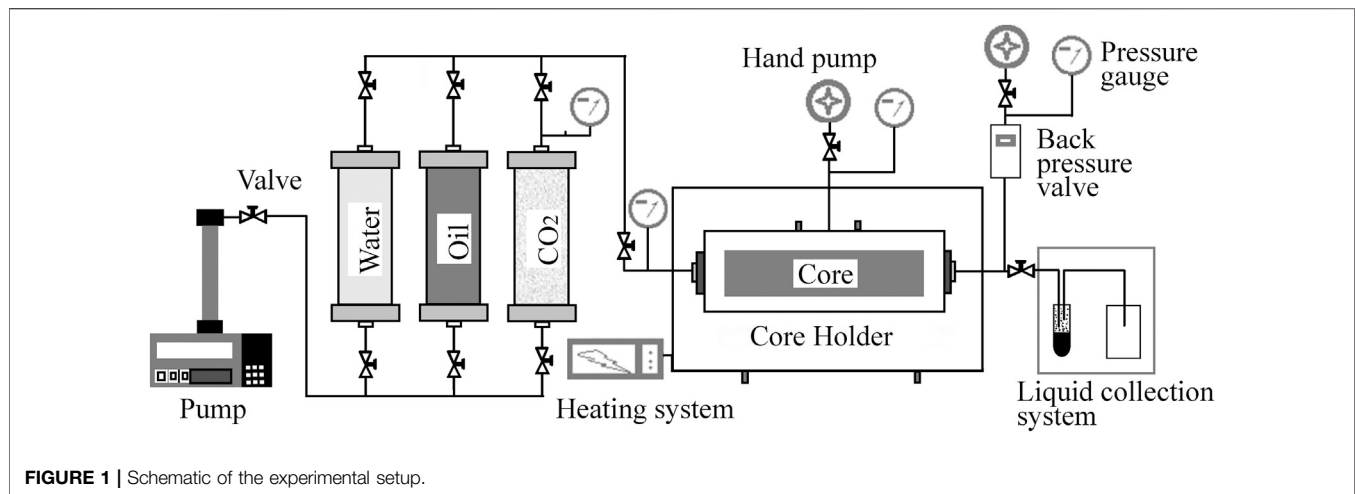 Hand pump
Pressure
gauge
Back
pressure
valve
Valve
Water
Oil
CO₂
Core
Core Holder
Pump
Heating system
Liquid collection
system
FIGURE 1 | Schematic of the experimental setup.